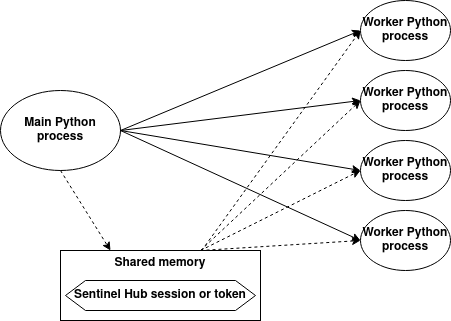 Worker Python
process
Worker Python
process
Main Python
process
Worker Python
process
Worker Python
process
Shared memory
Sentinel Hub session or token